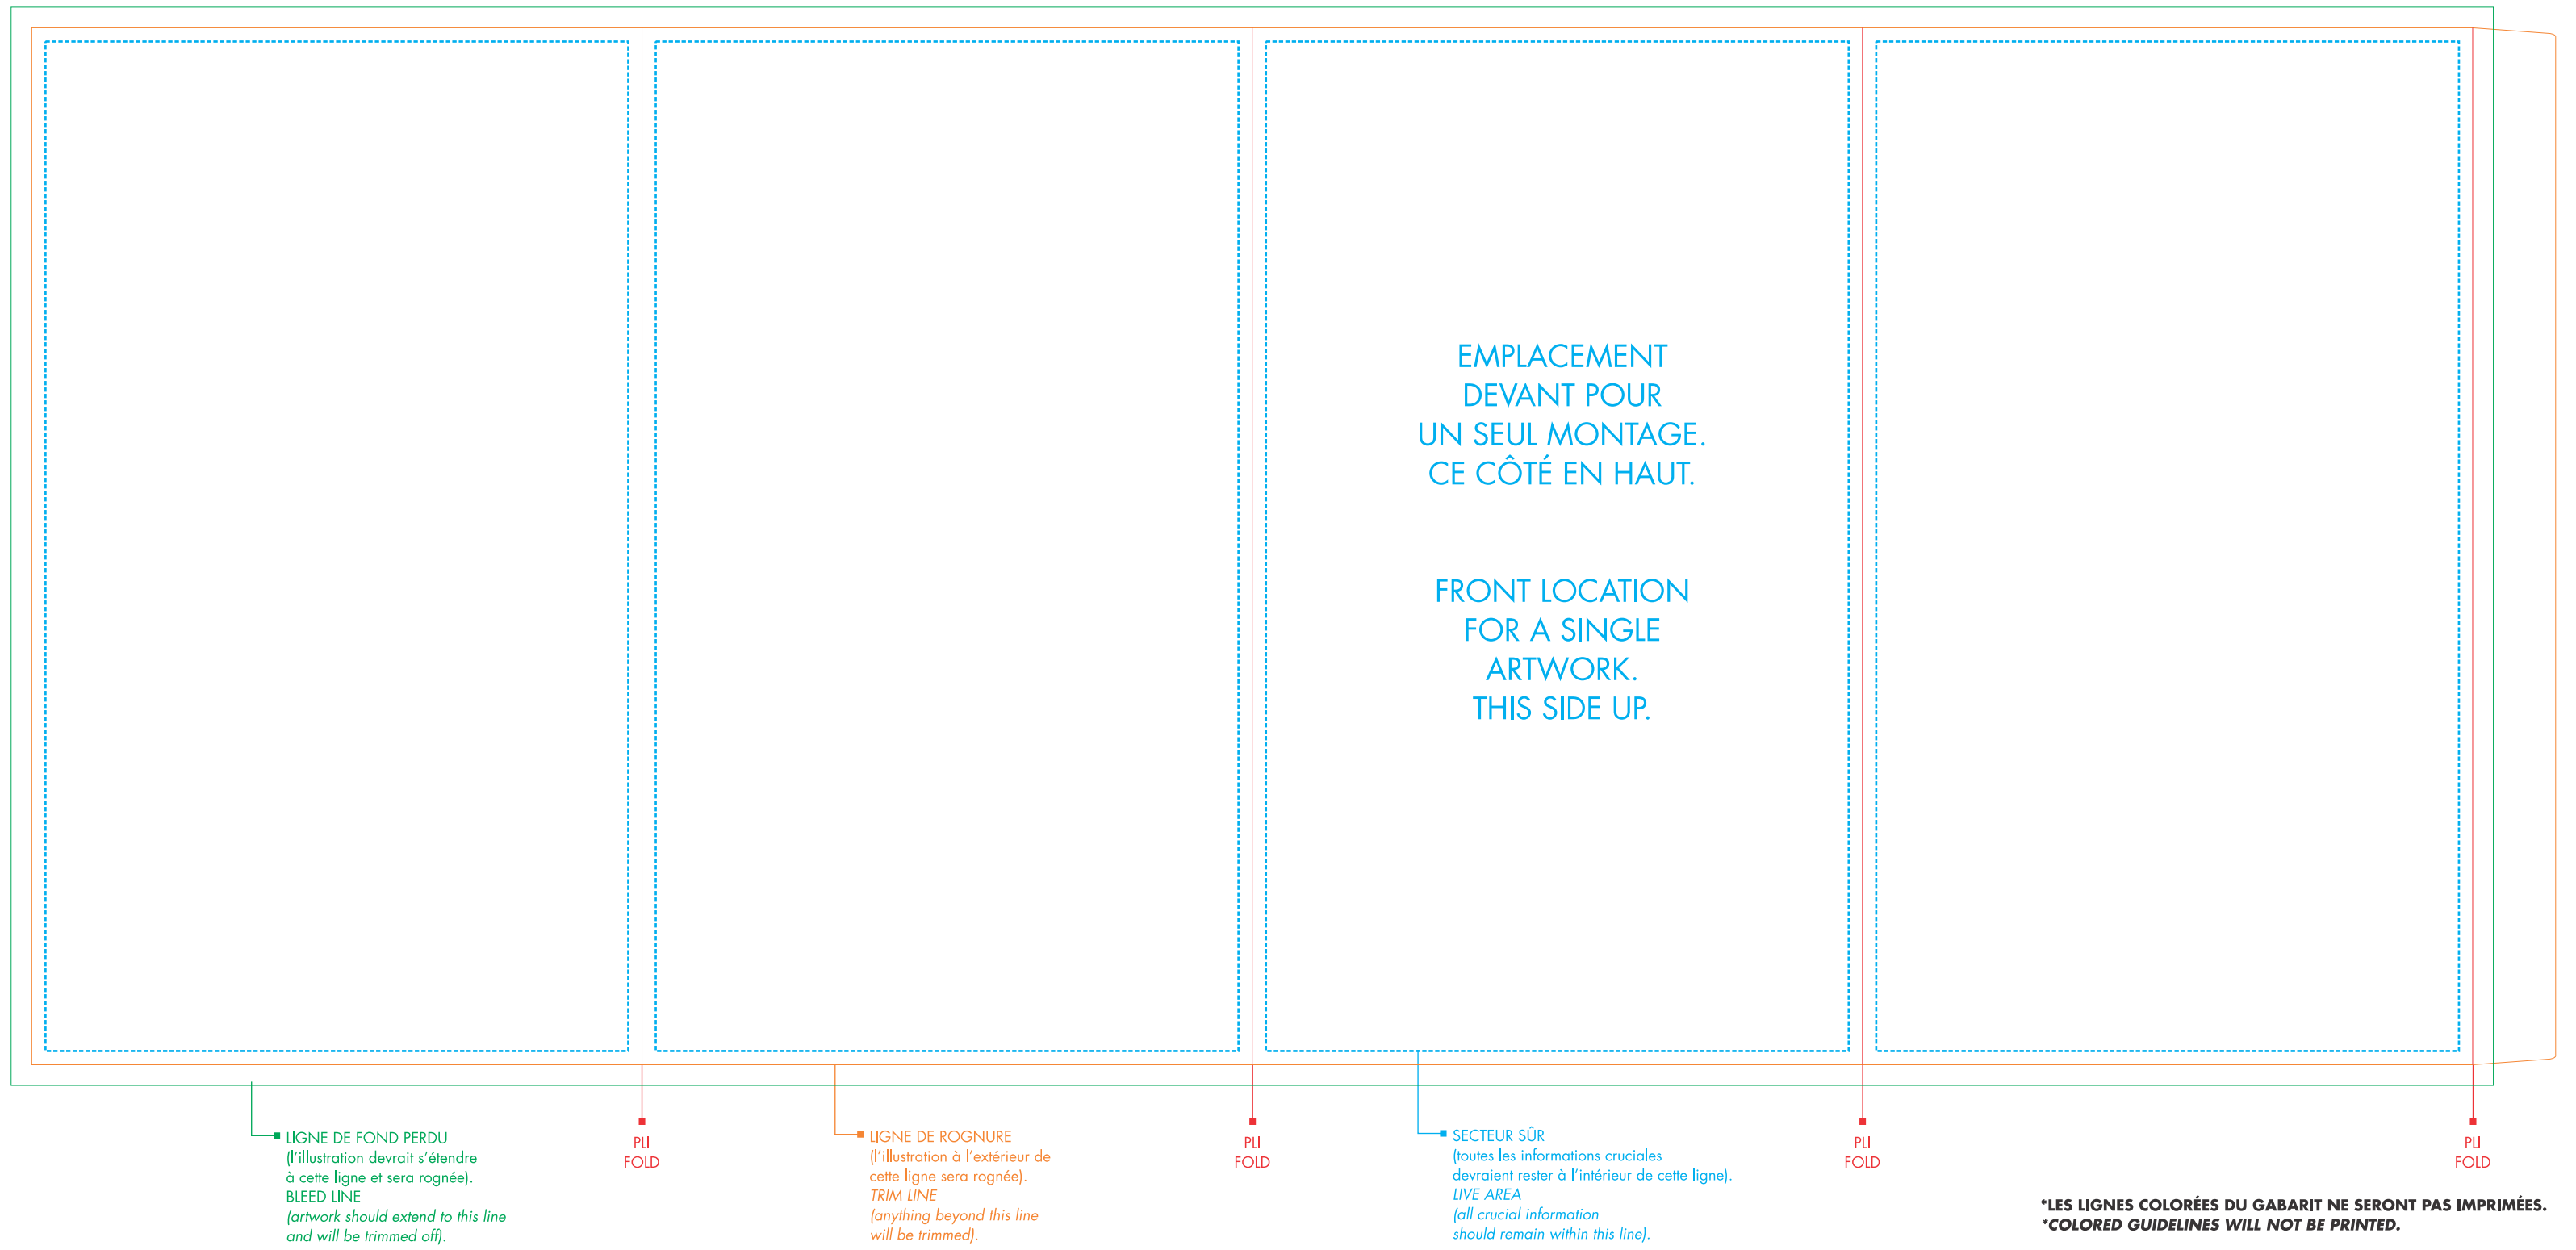 EMPLACEMENT
DEVANT POUR
UN SEUL MONTAGE.
CE CÔTÉ EN HAUT.
FRONT LOCATION
FOR A SINGLE
ARTWORK.
THIS SIDE UP.
LIGNE DE FOND PERDU
(l'illustration devrait s'étendre
à cette ligne et sera rognée).
BLEED LINE
(artwork should extend to this line
and will be trimmed off).
PLI
FOLD
LIGNE DE ROGNURE
(l'illustration à l'extérieur de
cette ligne sera rognée).
TRIM LINE
(anything beyond this line
will be trimmed).
PLI
FOLD
SECTEUR SÛR
(toutes les informations cruciales
devraient rester à l'intérieur de cette ligne).
LIVE AREA
(all crucial information
should remain within this line).
PLI
FOLD
PLI
FOLD
*LES LIGNES COLORÉES DU GABARIT NE SERONT PAS IMPRIMÉES.
*COLORED GUIDELINES WILL NOT BE PRINTED.